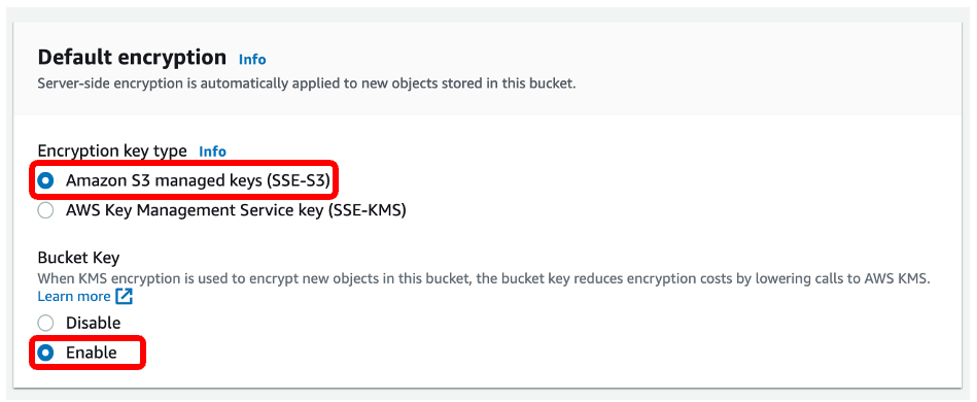 Default encryption Info
Server-side encryption is automatically applied to new objects stored in this bucket.
Encryption key type Info
Amazon S3 managed keys (SSE-S3)
AWS Key Management Service key (SSE-KMS)
Bucket Key
When KMS encryption is used to encrypt new objects in this bucket, the bucket key reduces encryption costs by lowering calls to AWS KMS.
Learn more
Disable
Enable